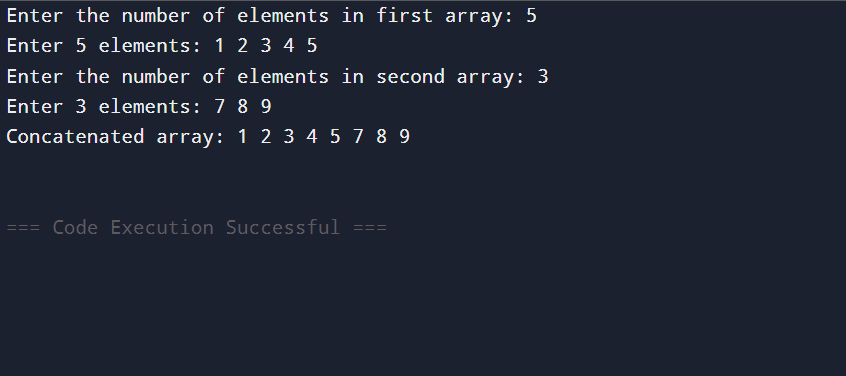 Enter the number of elements in first array: 5
Enter 5 elements: 1 2 3 4 5
Enter the number of elements in second array: 3
Enter 3 elements: 7 8 9
Concatenated array: 1 2 3 4 5 7 8 9
=== Code Execution Successful ===